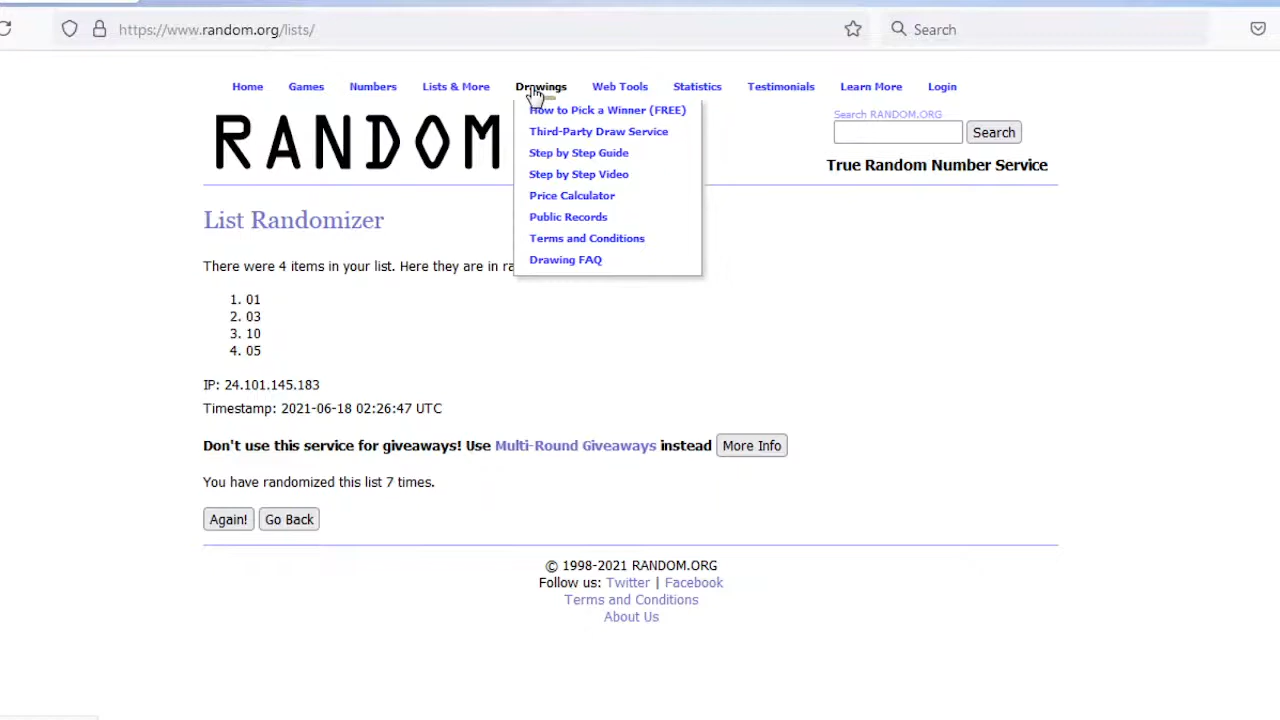 https://www.random.org/lists/
Search
Home Games Numbers Lists & More Drawings Web Tools Statistics Testimonials Learn More Login
How to Pick a Winner (FREE)
Third-Party Draw Service
Step by Step Guide
Step by Step Video
Price Calculator
Public Records
Terms and Conditions
Drawing FAQ
RANDOM
Search RANDOM.ORG
Search
True Random Number Service
List Randomizer
There were 4 items in your list. Here they are in
1. 01
2. 03
3. 10
4. 05
IP: 24.101.145.183
Timestamp: 2021-06-18 02:26:47 UTC
Don't use this service for giveaways! Use Multi-Round Giveaways instead More Info
You have randomized this list 7 times.
Again! Go Back
© 1998-2021 RANDOM.ORG
Follow us: Twitter | Facebook
Terms and Conditions
About Us